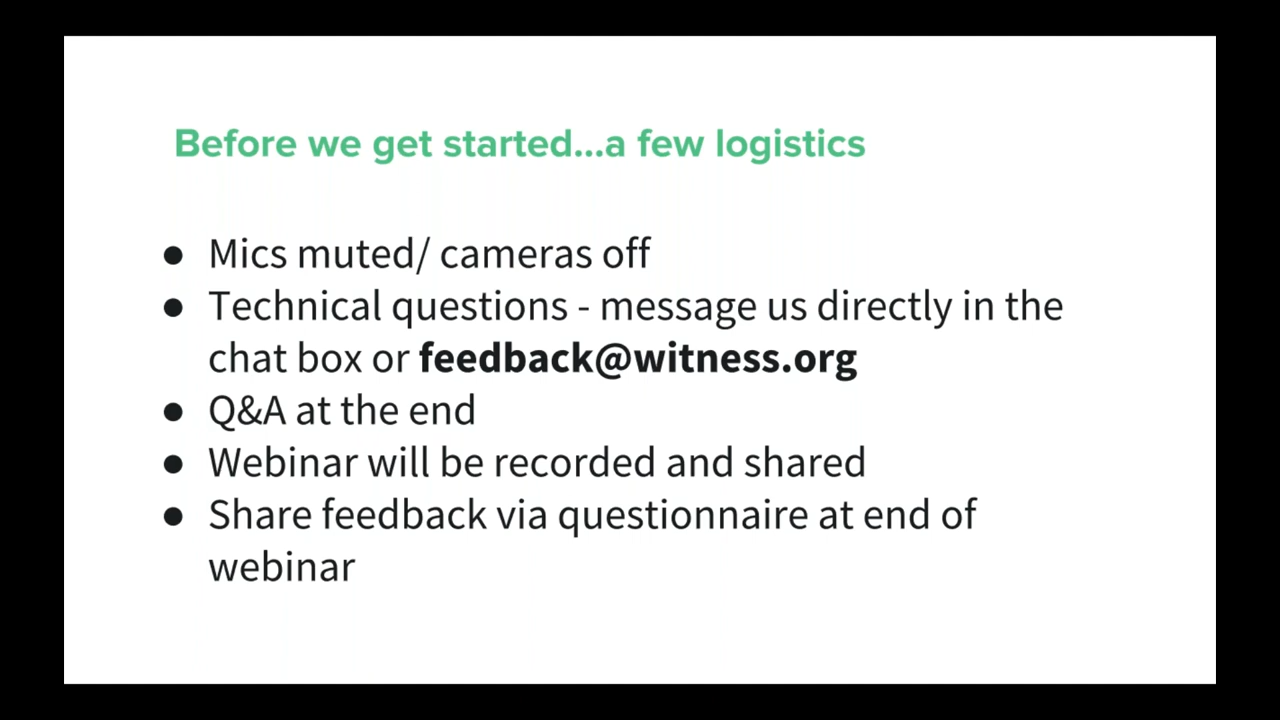 Before we get started...a few logistics
● Mics muted/ cameras off
● Technical questions - message us directly in the
chat box or feedback@witness.org
● Q&A at the end
● Webinar will be recorded and shared
● Share feedback via questionnaire at end of
webinar